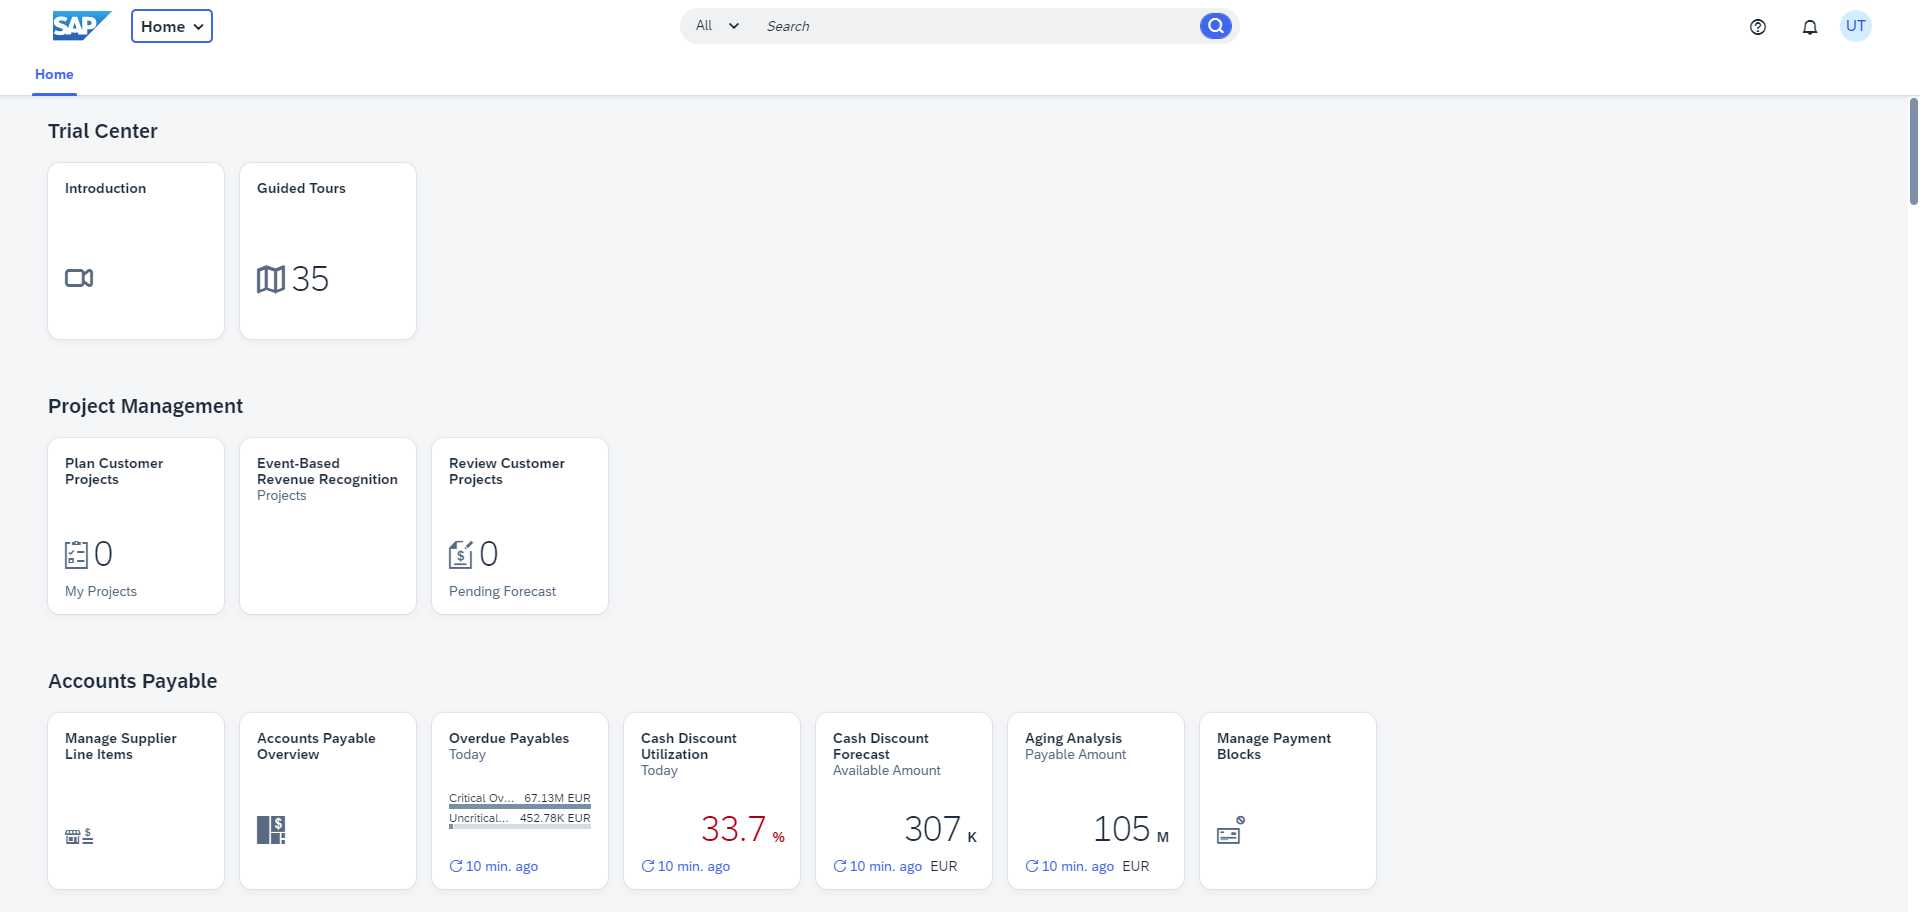 SAP
Home
All
Search
UT
Home
Trial Center
Introduction
Guided Tours
35
Project Management
Plan Customer
Projects
0
My Projects
Event-Based
Revenue Recognition
Projects
Review Customer
Projects
$
0
Pending Forecast
Accounts Payable
Manage Supplier
Line Items
$
Accounts Payable
Overview
$
Overdue Payables
Today
Critical Ov... 67.13M EUR
Uncritical... 452.78K EUR
10 min. ago
Cash Discount
Utilization
Today
33.7 %
10 min. ago
Cash Discount
Forecast
Available Amount
307 K
10 min. ago EUR
Aging Analysis
Payable Amount
105 M
10 min. ago EUR
Manage Payment
Blocks